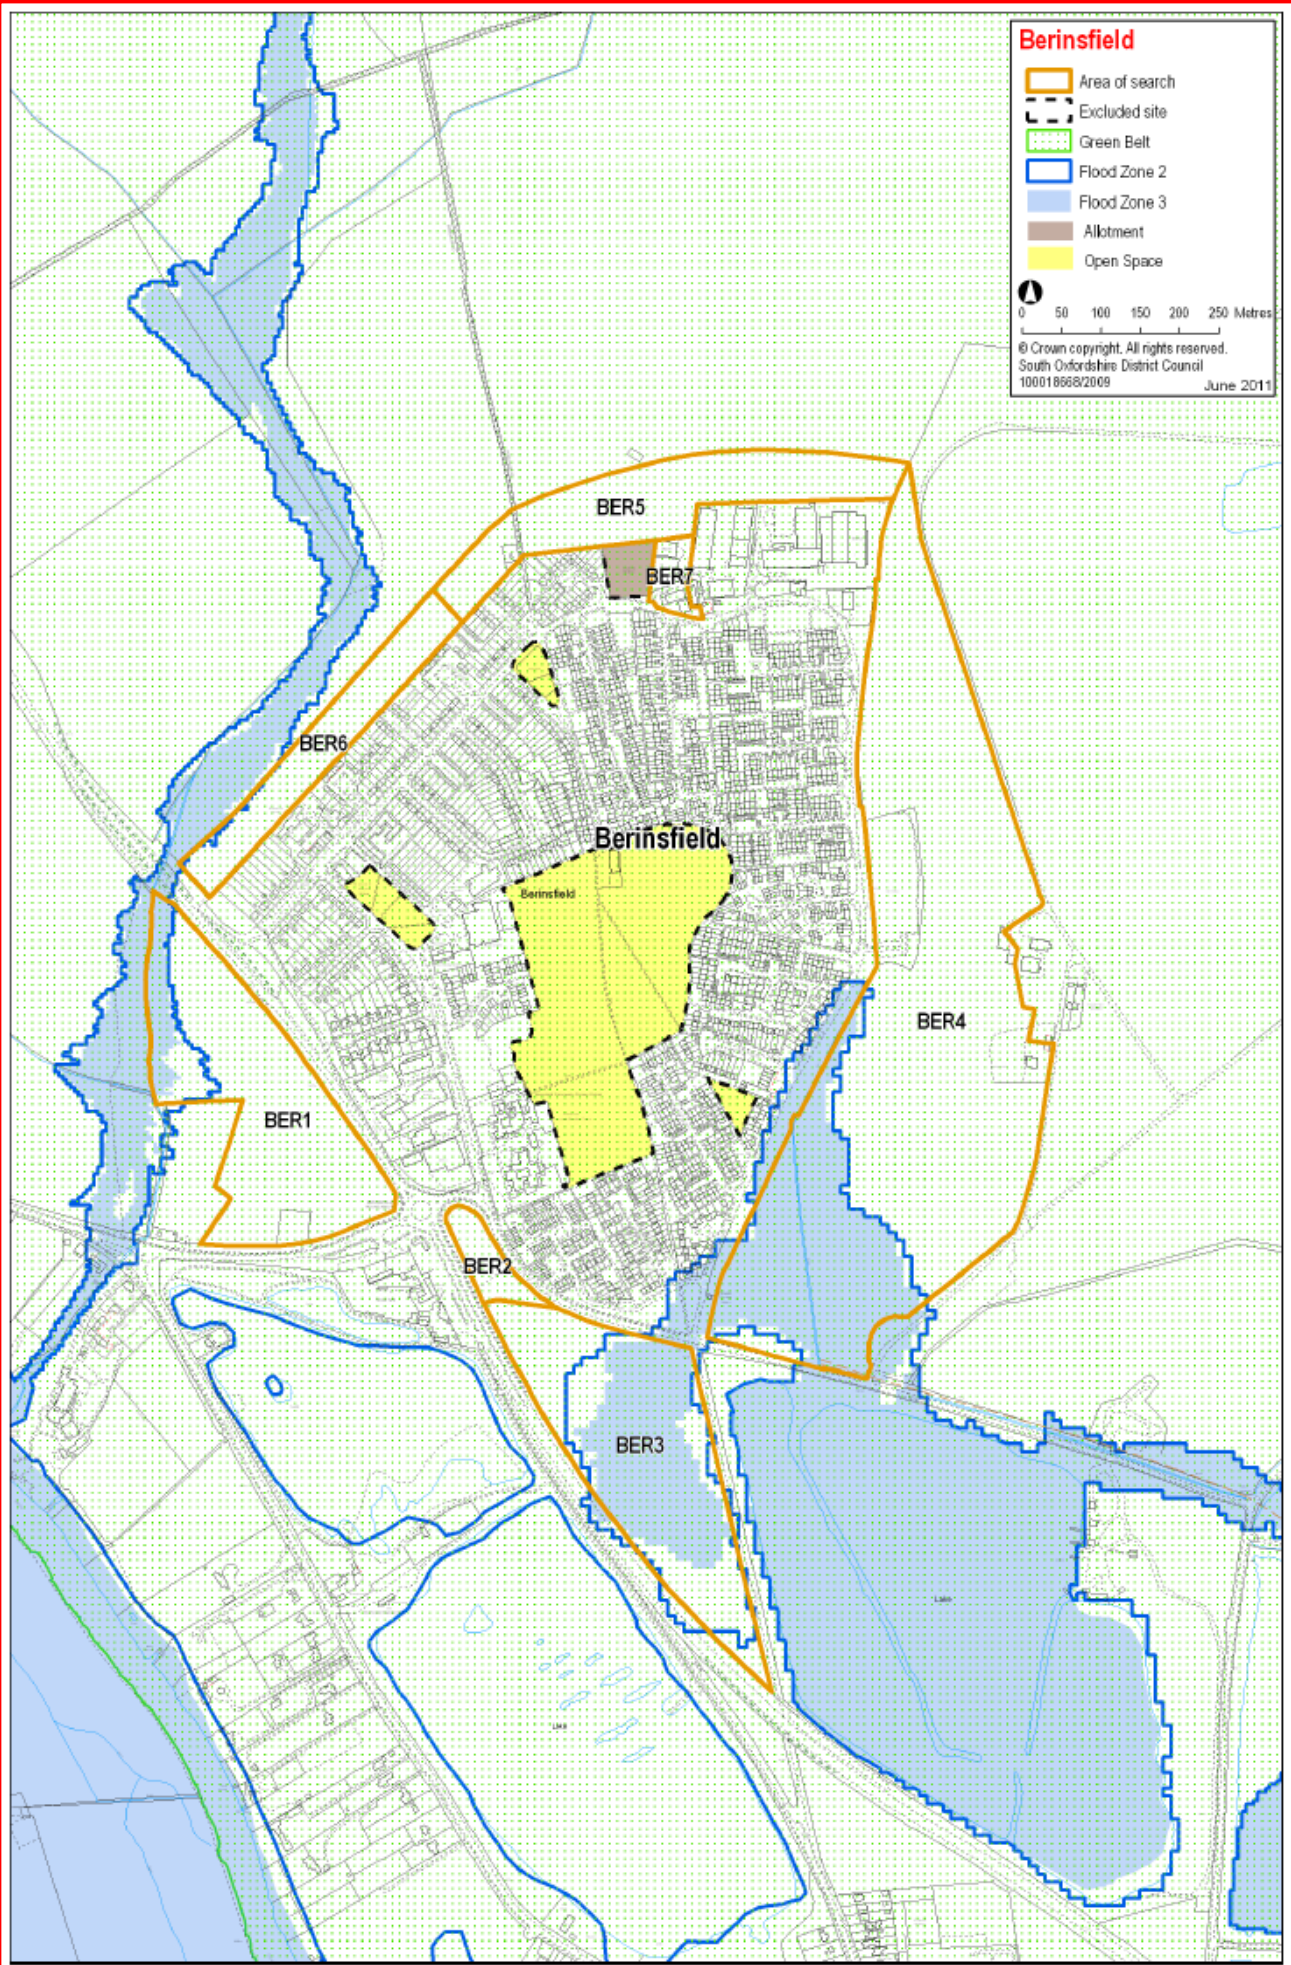 Berinsfield
Area of search
Excluded site
Green Belt
Flood Zone 2
Flood Zone 3
Allotment
Open Space
0 50 100 150 200 250 Metres
© Crown copyright. All rights reserved.
South Oxfordshire District Council
100018668/2009
June 2011
BER5
BER7
BER6
Berinsfield
Berinsfield
BER4
BER1
BER2
BER3
Lake
Lake